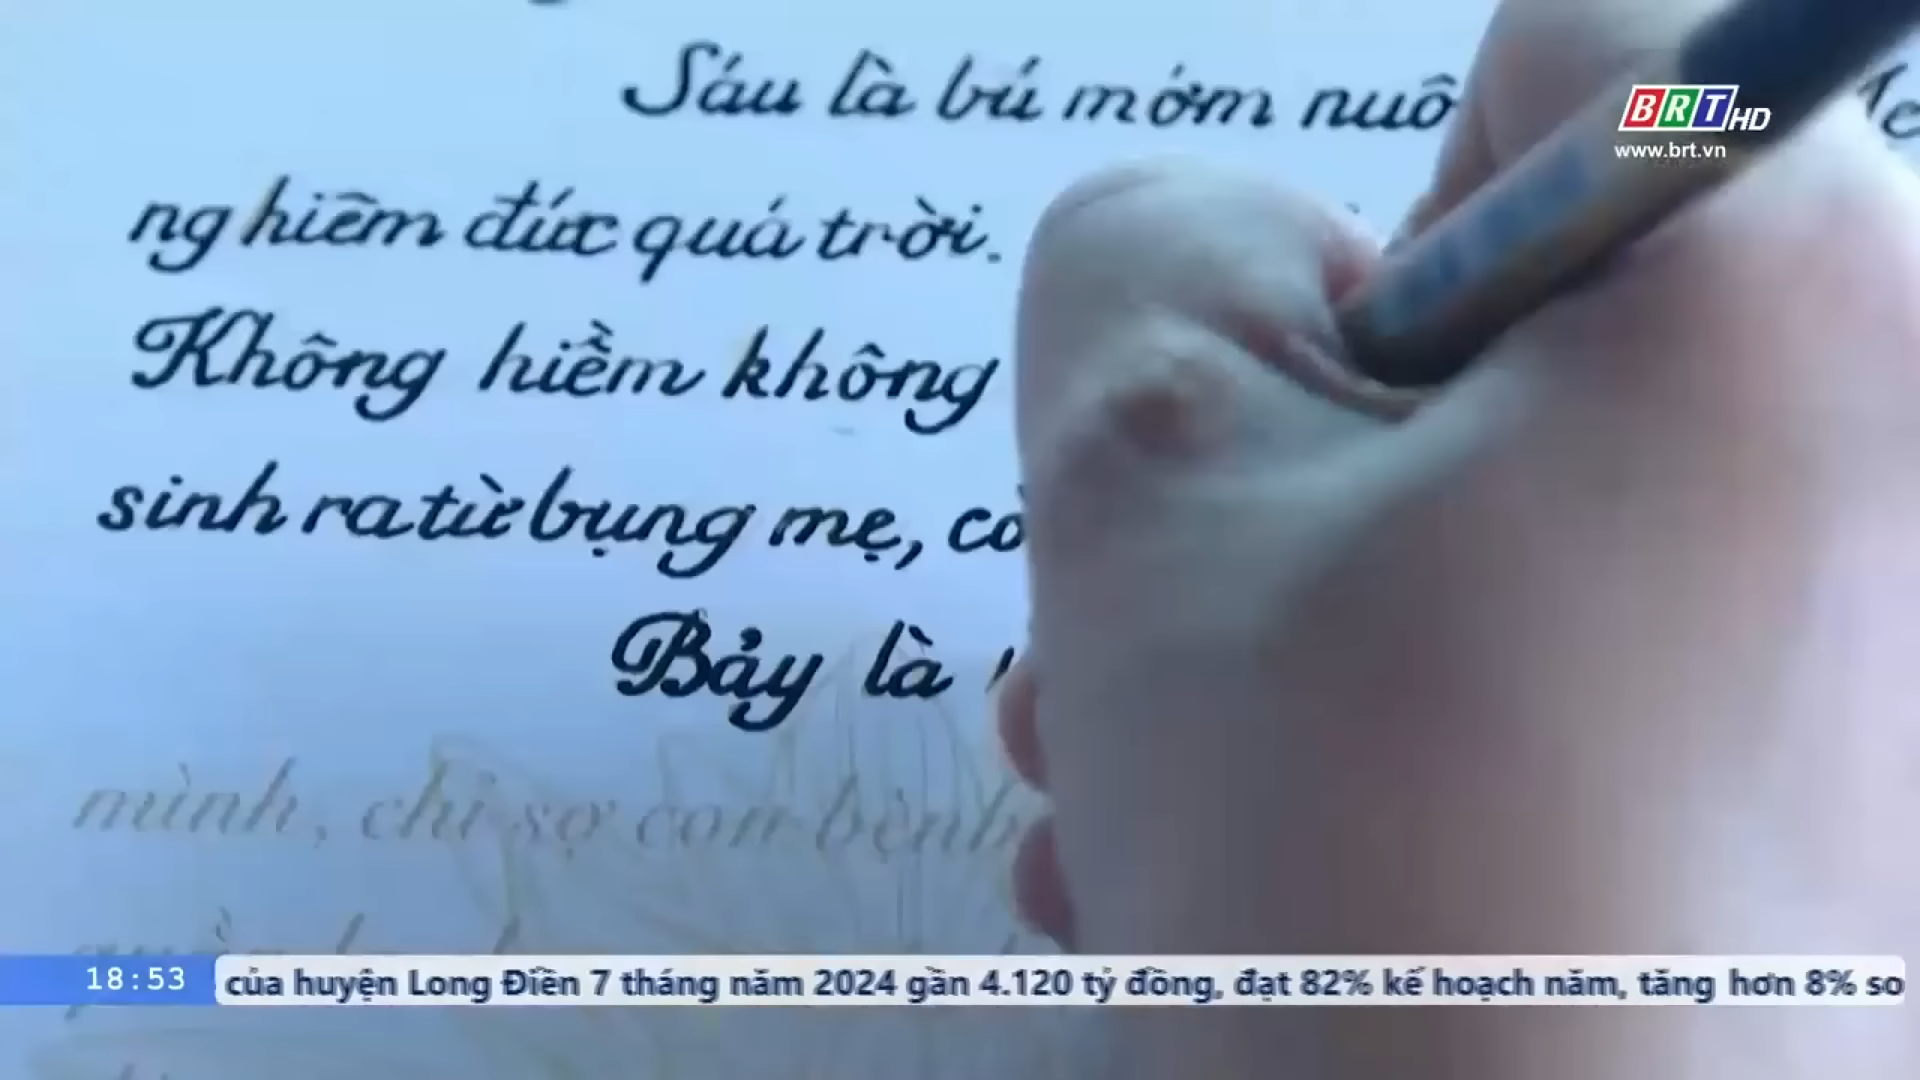 Sáu là bú mớm nuô
BRT HD
www.brt.vn
nghiêm đức quá trời.
Không hiềm không
sinh ra từ bụng mẹ,
Bảy là
mình, chỉ sợ con bệnh
18:53 của huyện Long Điền 7 tháng năm 2024 gần 4.120 tỷ đồng, đạt 82% kế hoạch năm, tăng hơn 8% so